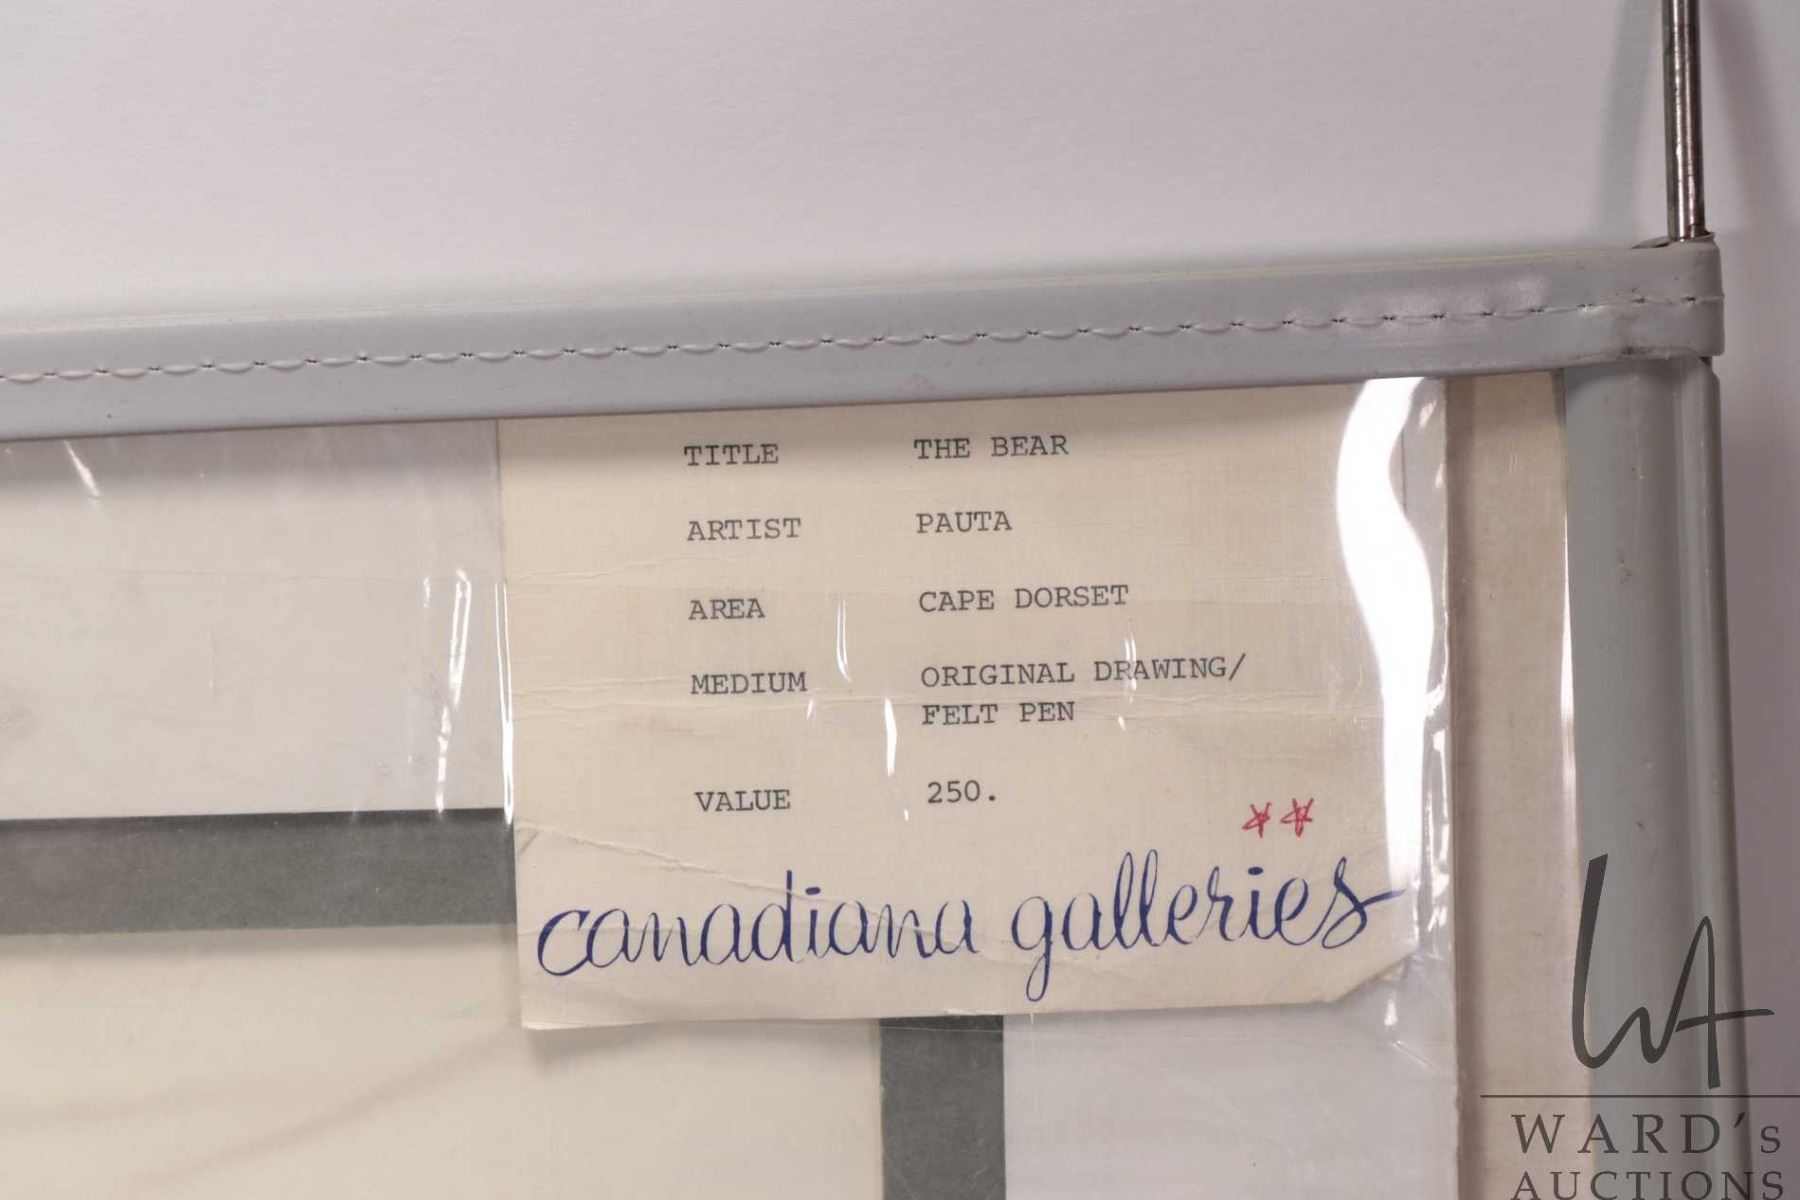 TITLE THE BEAR
ARTIST PAUTA
AREA CAPE DORSET
MEDIUM ORIGINAL DRAWING/
FELT PEN
VALUE 250.
canadiana galleries
WA
WARD's
AUCTIONS